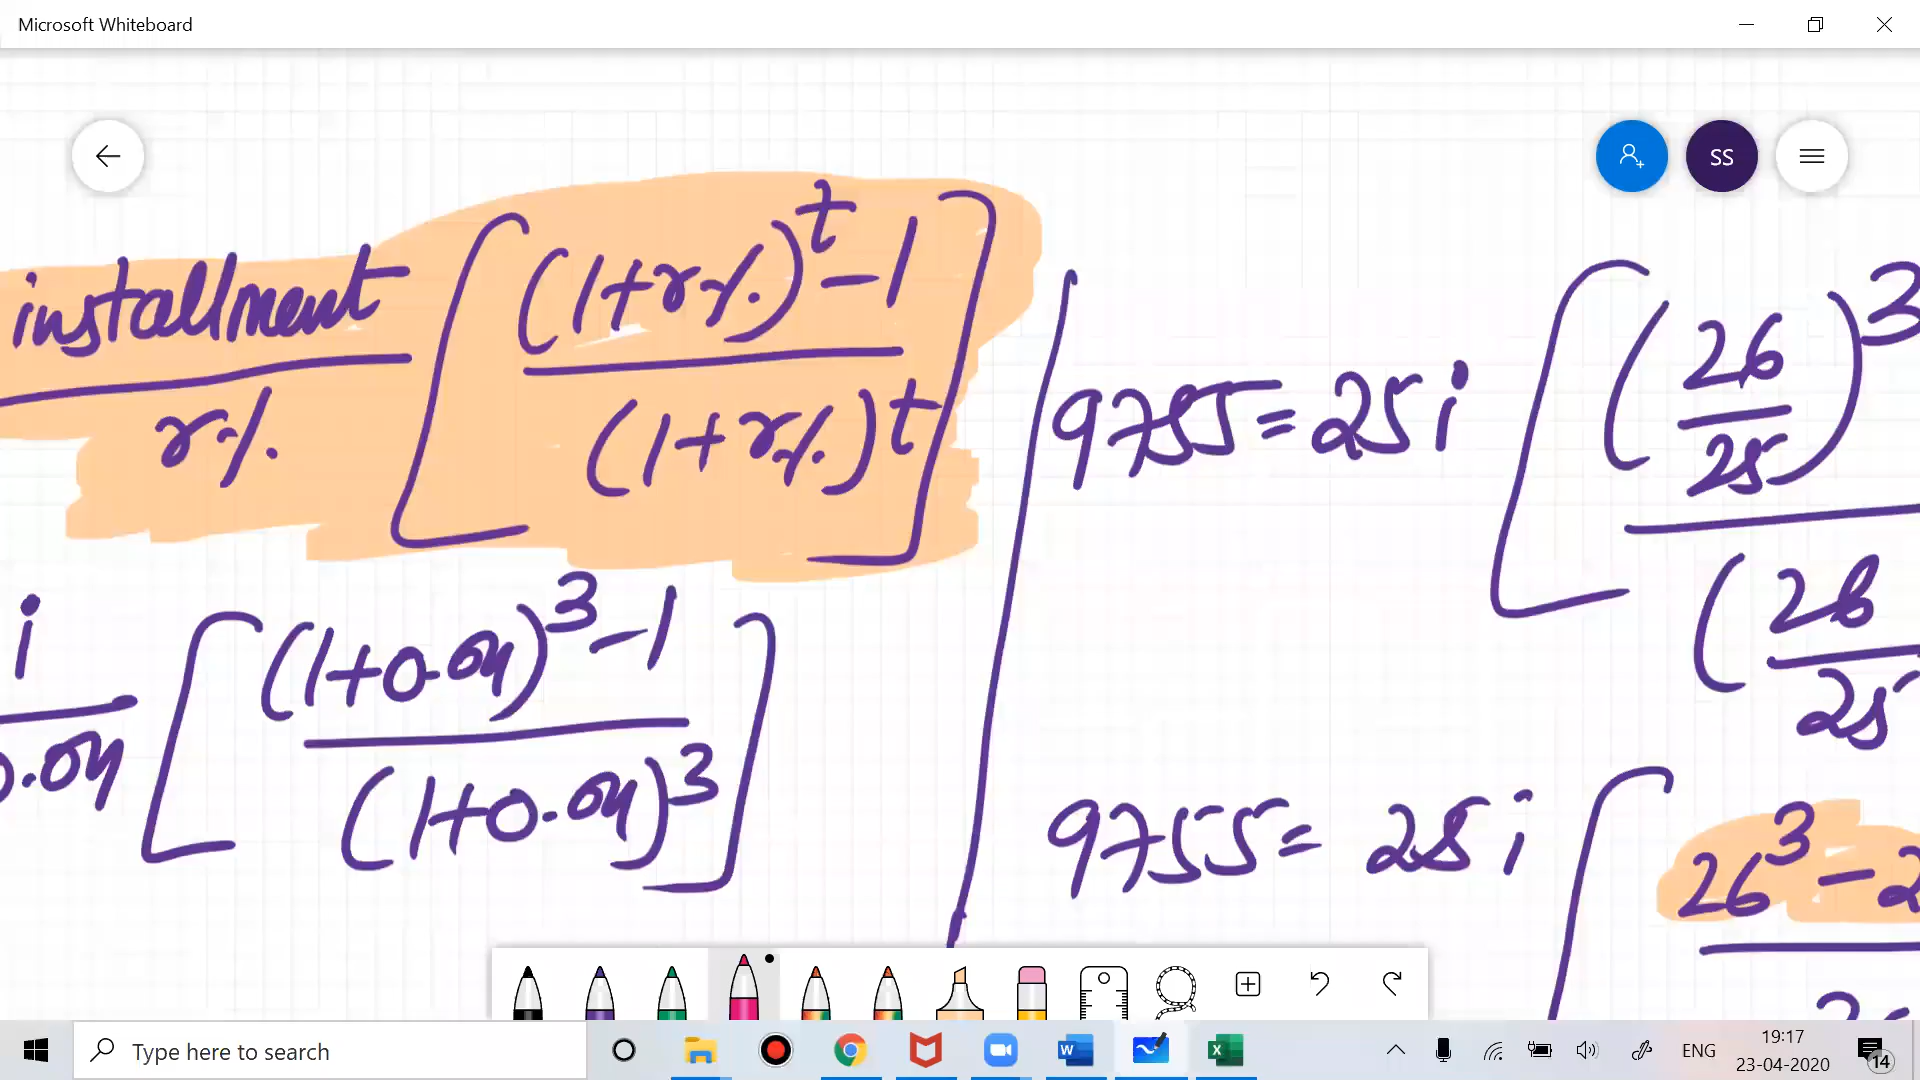 Microsoft Whiteboard
SS
installment / r% [ (1+r%)^t - 1 / (1+r%)^t ]
i / 0.04 [ (1+0.04)^3 - 1 / (1+0.04)^3 ]
9755 = 25 i [ (26/25)^3
(26/25
9755 = 25 i [ 26^3 - 2
Type here to search
ENG
19:17
23-04-2020
14